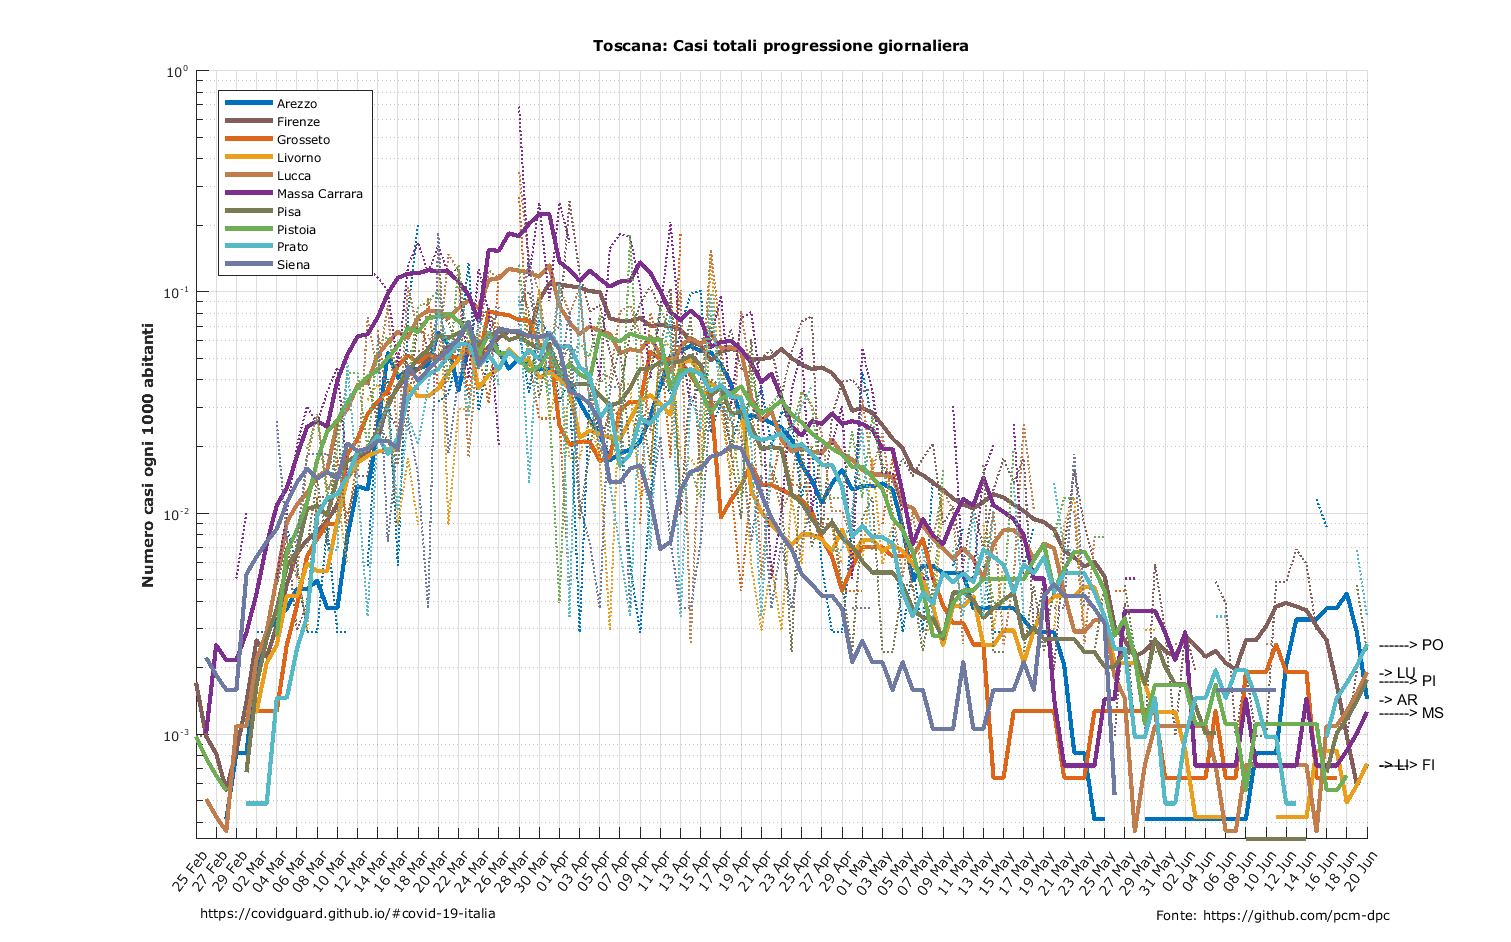 Toscana: Casi totali progressione giornaliera
10^0
10^-1
10^-2
10^-3
Numero casi ogni 1000 abitanti
Arezzo
Firenze
Grosseto
Livorno
Lucca
Massa Carrara
Pisa
Pistoia
Prato
Siena
------> PO
-> LU
------> PI
-> AR
------> MS
-> LI
------> FI
25 Feb
27 Feb
29 Feb
02 Mar
04 Mar
06 Mar
08 Mar
10 Mar
12 Mar
14 Mar
16 Mar
18 Mar
20 Mar
22 Mar
24 Mar
26 Mar
28 Mar
30 Mar
01 Apr
03 Apr
05 Apr
07 Apr
09 Apr
11 Apr
13 Apr
15 Apr
17 Apr
19 Apr
21 Apr
23 Apr
25 Apr
27 Apr
29 Apr
01 May
03 May
05 May
07 May
09 May
11 May
13 May
15 May
17 May
19 May
21 May
23 May
25 May
27 May
29 May
31 May
02 Jun
04 Jun
06 Jun
08 Jun
10 Jun
12 Jun
14 Jun
16 Jun
18 Jun
20 Jun
https://covidguard.github.io/#covid-19-italia
Fonte: https://github.com/pcm-dpc